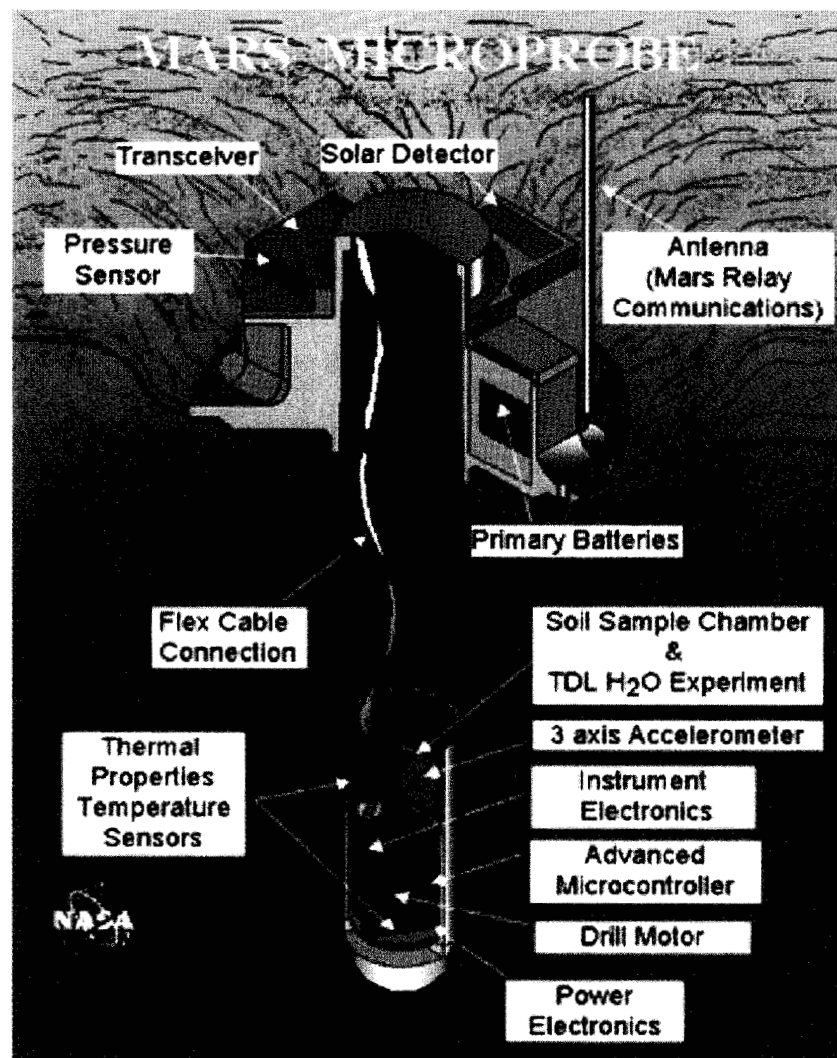 MARS MICROPROBE
Transceiver
Solar Detector
Pressure
Sensor
Antenna
(Mars Relay
Communications)
Primary Batteries
Flex Cable
Connection
Soil Sample Chamber
&
TDL H₂O Experiment
3 axis Accelerometer
Thermal
Properties
Temperature
Sensors
Instrument
Electronics
Advanced
Microcontroller
Drill Motor
Power
Electronics
NASA